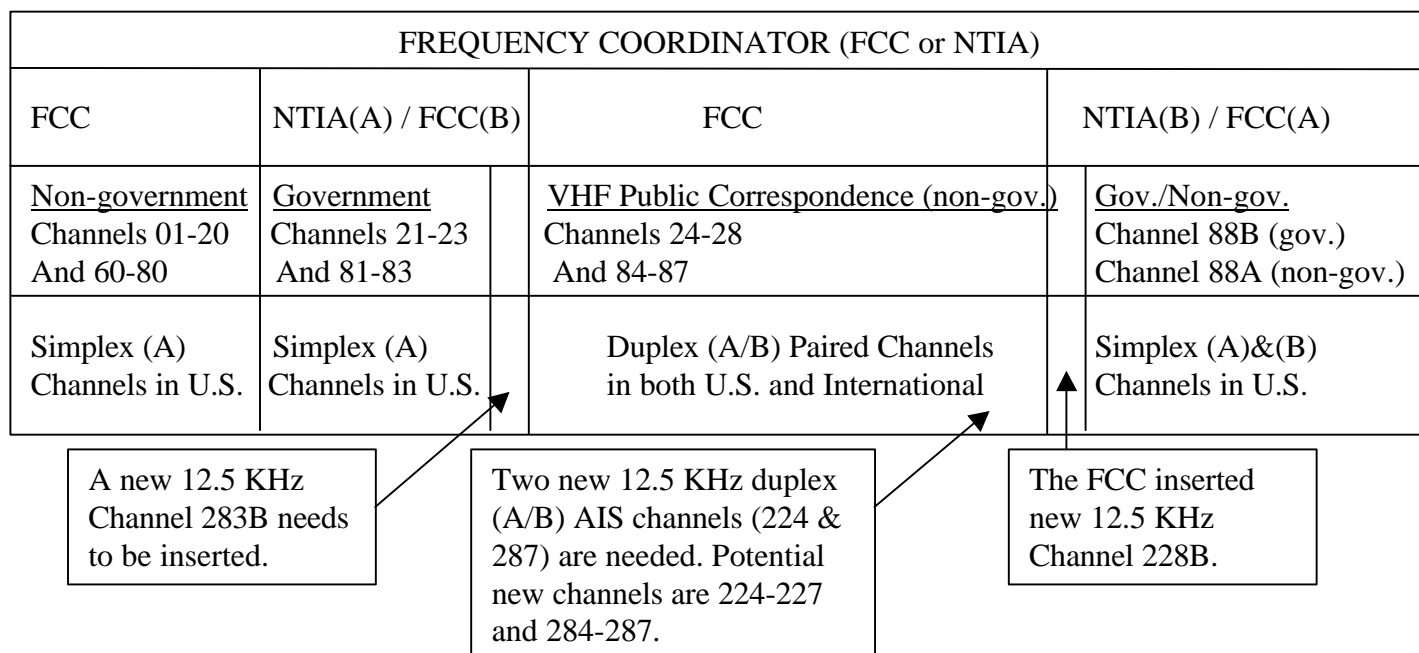 FREQUENCY COORDINATOR (FCC or NTIA)
FCC
NTIA(A) / FCC(B)
FCC
NTIA(B) / FCC(A)
Non-government
Channels 01-20
And 60-80
Government
Channels 21-23
And 81-83
VHF Public Correspondence (non-gov.)
Channels 24-28
And 84-87
Gov./Non-gov.
Channel 88B (gov.)
Channel 88A (non-gov.)
Simplex (A)
Channels in U.S.
Simplex (A)
Channels in U.S.
Duplex (A/B) Paired Channels
in both U.S. and International
Simplex (A)&(B)
Channels in U.S.
A new 12.5 KHz
Channel 283B needs
to be inserted.
Two new 12.5 KHz duplex
(A/B) AIS channels (224 &
287) are needed. Potential
new channels are 224-227
and 284-287.
The FCC inserted
new 12.5 KHz
Channel 228B.